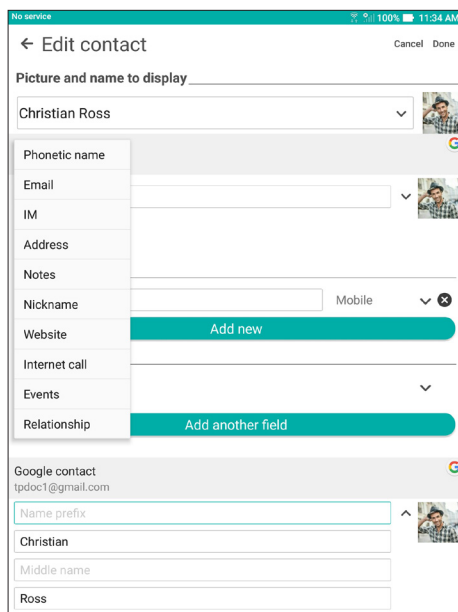 No service 100% 11:34 AM
← Edit contact Cancel Done
Picture and name to display
Christian Ross
Phonetic name
Email
IM
Address
Notes
Nickname
Mobile
Website
Add new
Internet call
Events
Relationship
Add another field
Google contact
tpdoc1@gmail.com
Name prefix
Christian
Middle name
Ross